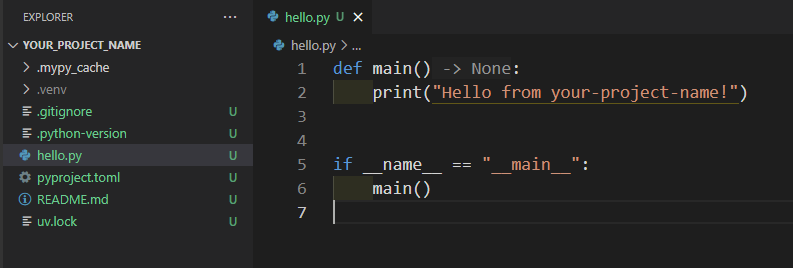 EXPLORER ...
YOUR_PROJECT_NAME
.mypy_cache
.venv
.gitignore U
.python-version U
hello.py U
pyproject.toml U
README.md U
uv.lock U
hello.py U
hello.py > ...
1 def main() -> None:
2     print("Hello from your-project-name!")
3
4
5 if __name__ == "__main__":
6     main()
7